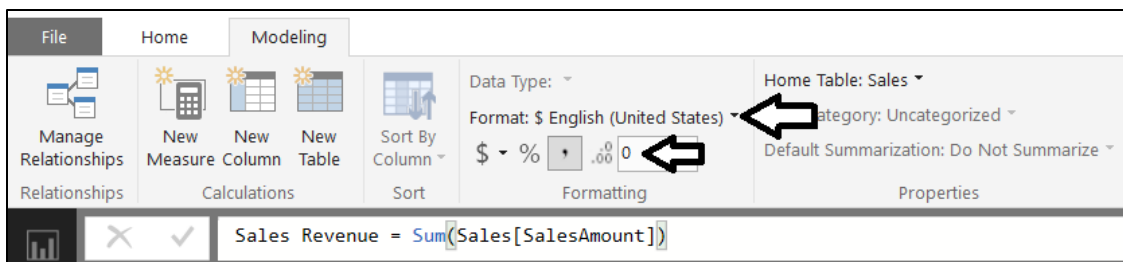 File Home Modeling
Data Type:
Home Table: Sales
Format: $ English (United States)
ategory: Uncategorized
Manage Relationships
New Measure
New Column
New Table
Sort By Column
$ % , .00 0
Default Summarization: Do Not Summarize
Relationships Calculations Sort Formatting Properties
Sales Revenue = Sum(Sales[SalesAmount])